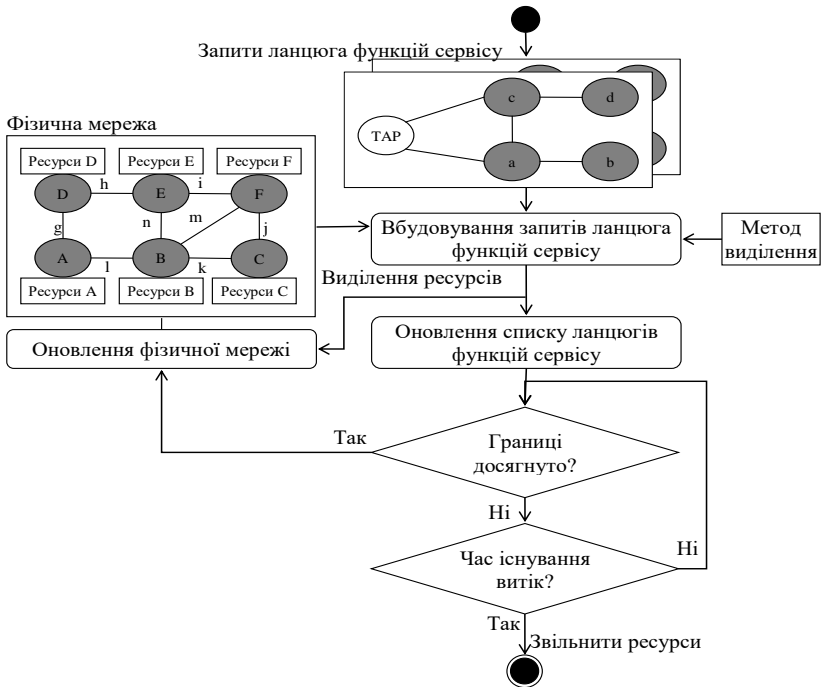 Запити ланцюга функцій сервісу
c
d
TAP
a
b
Фізична мережа
Ресурси D
Ресурси E
Ресурси F
h
i
D
E
F
g
n
m
j
A
B
C
l
k
Ресурси A
Ресурси B
Ресурси C
Вбудовування запитів ланцюга
функцій сервісу
Метод
виділення
Виділення ресурсів
Оновлення фізичної мережі
Оновлення списку ланцюгів
функцій сервісу
Так
Границі
досягнуто?
Ні
Час існування
витік?
Ні
Так
Звільнити ресурси